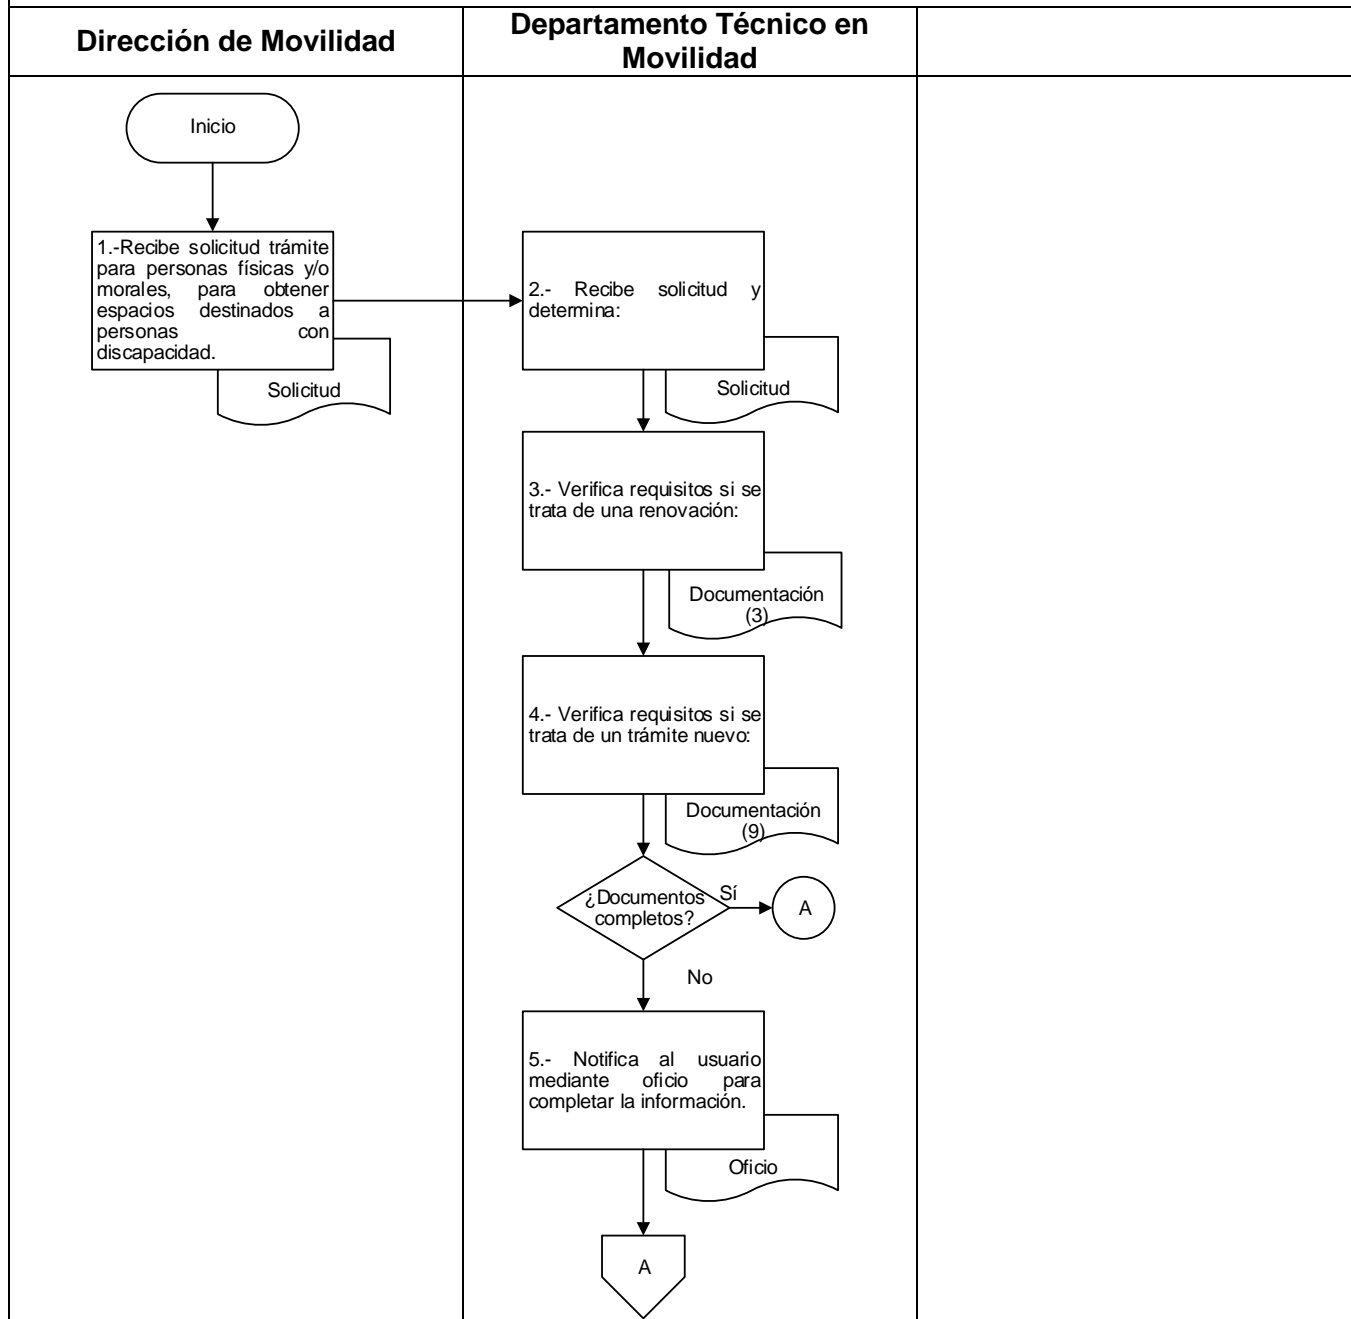 Dirección de Movilidad
Departamento Técnico en
Movilidad
Inicio
1.-Recibe solicitud trámite
para personas físicas y/o
morales, para obtener
espacios destinados a
personas con
discapacidad.
Solicitud
2.- Recibe solicitud y
determina:
Solicitud
3.- Verifica requisitos si se
trata de una renovación:
Documentación
(3)
4.- Verifica requisitos si se
trata de un trámite nuevo:
Documentación
(9)
¿Documentos
completos?
Sí
A
No
5.- Notifica al usuario
mediante oficio para
completar la información.
Oficio
A